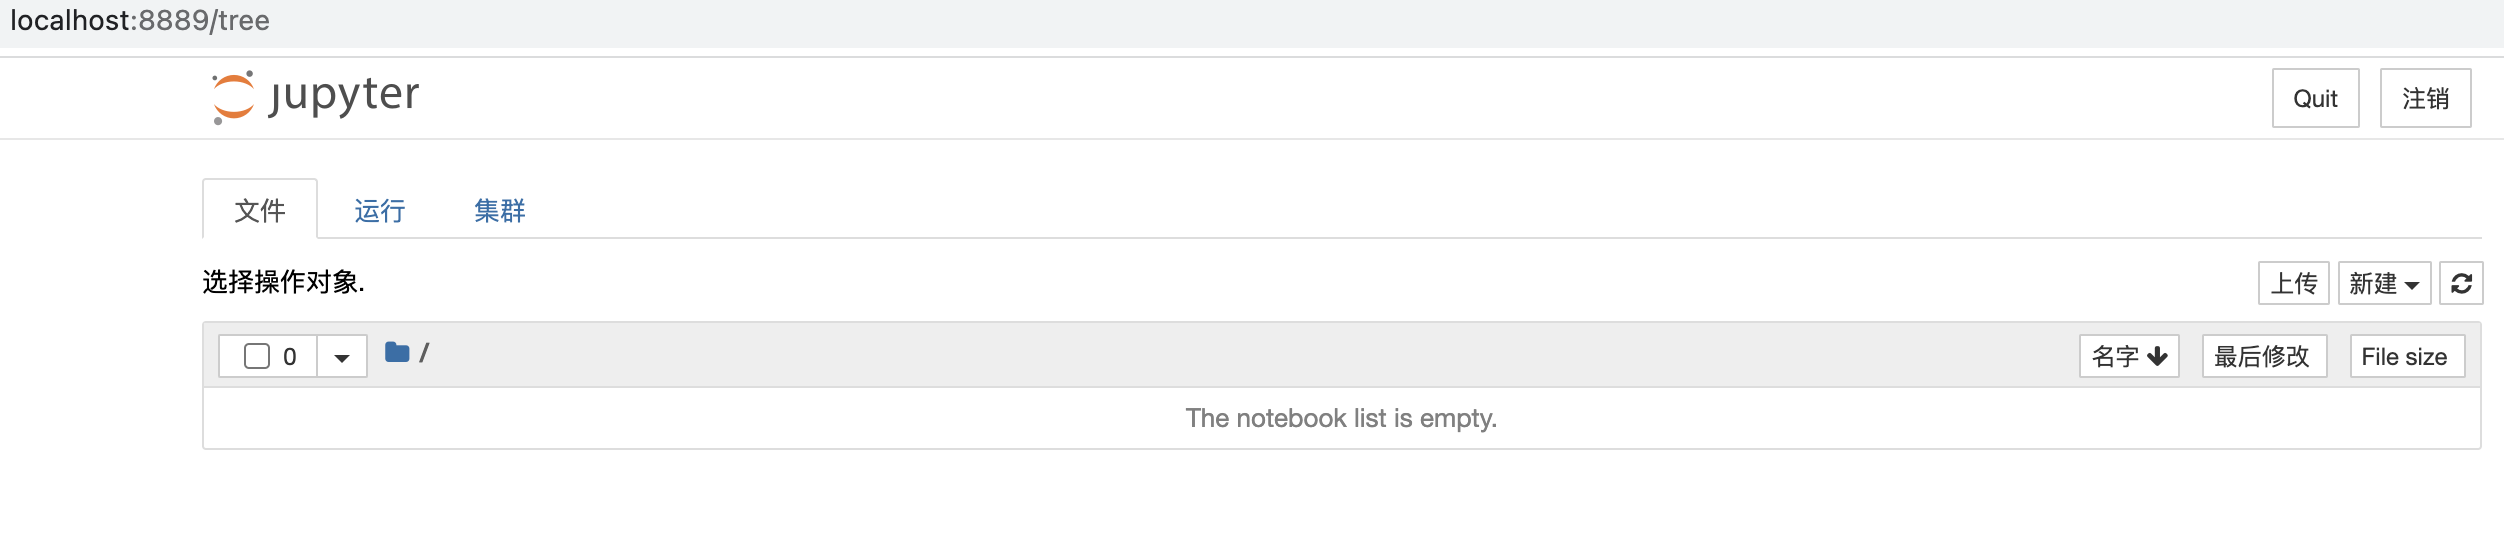 localhost:8889/tree
jupyter
Quit 注销
文件 运行 集群
选择操作对象.
上传 新建
0 /
名字 最后修改 File size
The notebook list is empty.